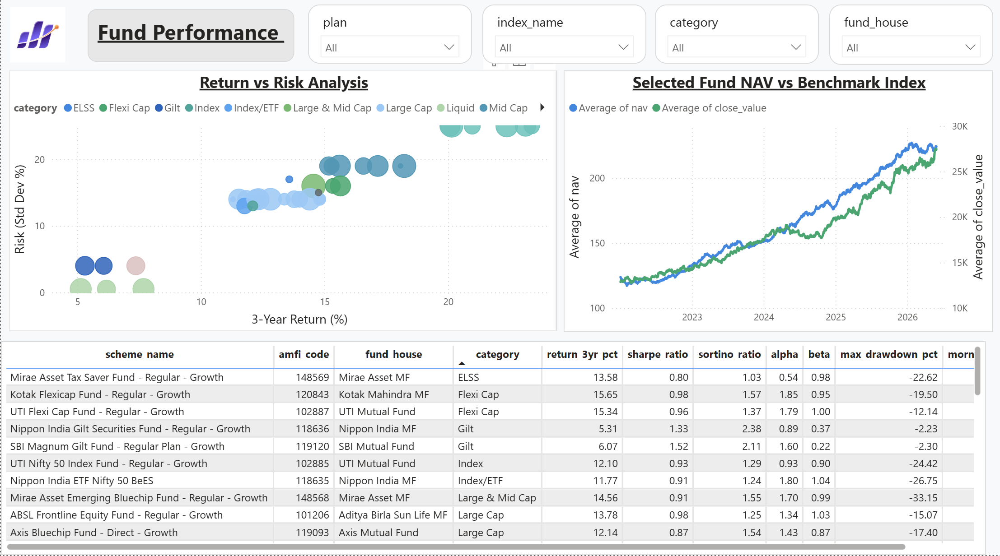 Fund Performance
plan
All
index_name
All
category
All
fund_house
All
Return vs Risk Analysis
category ELSS Flexi Cap Gilt Index Index/ETF Large & Mid Cap Large Cap Liquid Mid Cap
Risk (Std Dev %)
20
10
0
5 10 15 20
3-Year Return (%)
Selected Fund NAV vs Benchmark Index
Average of nav Average of close_value
Average of nav
200
150
100
30K
25K
20K
15K
10K
Average of close_value
2023 2024 2025 2026
scheme_name amfi_code fund_house category return_3yr_pct sharpe_ratio sortino_ratio alpha beta max_drawdown_pct morn
Mirae Asset Tax Saver Fund - Regular - Growth 148569 Mirae Asset MF ELSS 13.58 0.80 1.03 0.54 0.98 -22.62
Kotak Flexicap Fund - Regular - Growth 120843 Kotak Mahindra MF Flexi Cap 15.65 0.98 1.57 1.85 0.95 -19.50
UTI Flexi Cap Fund - Regular - Growth 102887 UTI Mutual Fund Flexi Cap 15.34 0.96 1.37 1.79 1.00 -12.14
Nippon India Gilt Securities Fund - Regular - Growth 118636 Nippon India MF Gilt 5.31 1.33 2.38 0.89 0.37 -2.23
SBI Magnum Gilt Fund - Regular Plan - Growth 119120 SBI Mutual Fund Gilt 6.07 1.52 2.11 1.60 0.22 -2.30
UTI Nifty 50 Index Fund - Regular - Growth 102885 UTI Mutual Fund Index 12.10 0.93 1.29 0.93 0.90 -24.42
Nippon India ETF Nifty 50 BeES 118635 Nippon India MF Index/ETF 11.77 0.91 1.24 1.80 1.04 -26.75
Mirae Asset Emerging Bluechip Fund - Regular - Growth 148568 Mirae Asset MF Large & Mid Cap 14.56 0.91 1.55 1.70 0.99 -33.15
ABSL Frontline Equity Fund - Regular - Growth 101206 Aditya Birla Sun Life MF Large Cap 13.78 0.98 1.25 1.34 1.03 -15.07
Axis Bluechip Fund - Direct - Growth 119093 Axis Mutual Fund Large Cap 12.14 0.87 1.54 1.43 0.87 -17.40